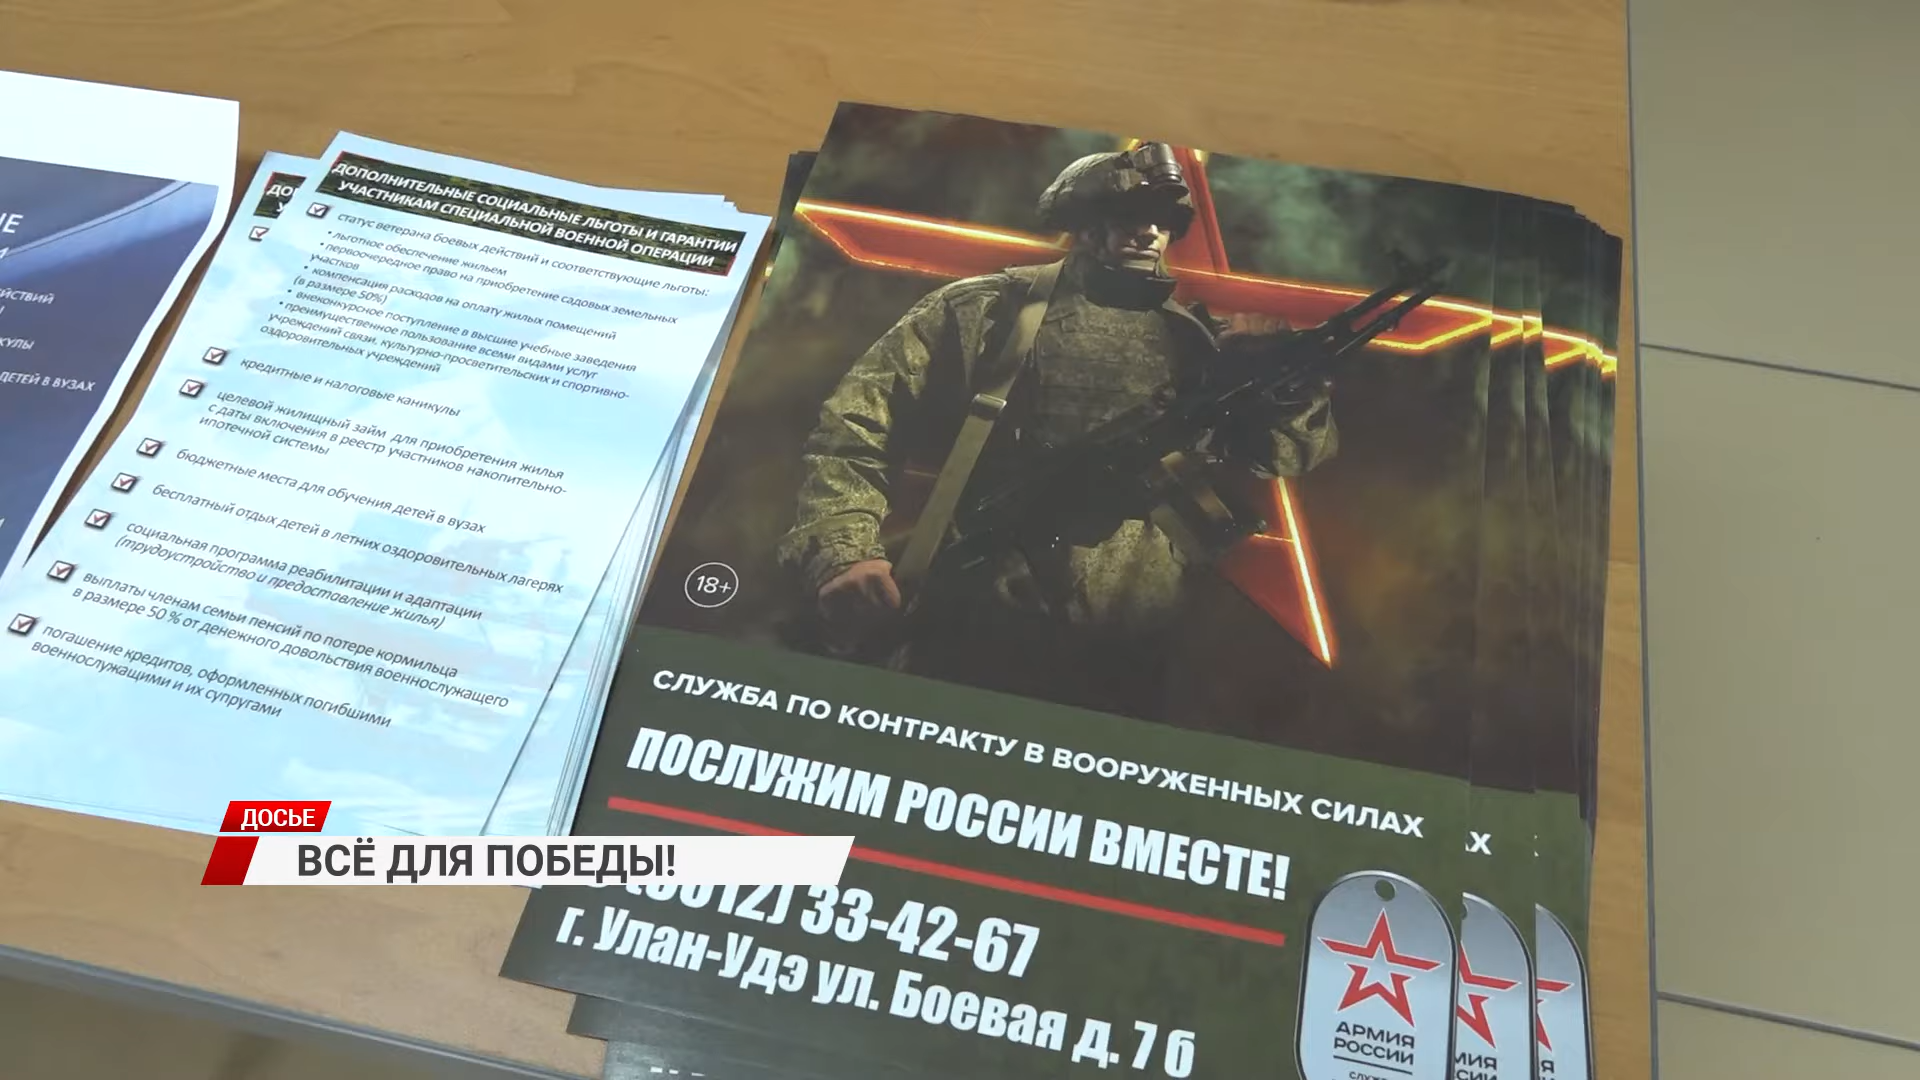 ІЕ
ЕЙСТВИЙ
ДЕТЕЙ В ВУЗАХ
ДОПОЛНИТЕЛЬНЫЕ СОЦИАЛЬНЫЕ ЛЬГОТЫ И ГАРАНТИИ
УЧАСТНИКАМ СПЕЦИАЛЬНОЙ ВОЕННОЙ ОПЕРАЦИИ
статус ветерана боевых действий и соответствующие льготы:
• льготное обеспечение жильем
• первоочередное право на приобретение садовых земельных
участков
• компенсация расходов на оплату жилых помещений
(в размере 50%)
• внеконкурсное поступление в высшие учебные заведения
• преимущественное пользование всеми видами услуг
учреждений связи, культурно-просветительских и спортивно-
оздоровительных учреждений
кредитные и налоговые каникулы
целевой жилищный займ для приобретения жилья
с даты включения в реестр участников накопительно-
ипотечной системы
бюджетные места для обучения детей в вузах
бесплатный отдых детей в летних оздоровительных лагерях
социальная программа реабилитации и адаптации
(трудоустройство и предоставление жилья)
выплаты членам семьи пенсий по потере кормильца
в размере 50 % от денежного довольствия военнослужащего
погашение кредитов, оформленных погибшими
военнослужащими и их супругами
18+
СЛУЖБА ПО КОНТРАКТУ В ВООРУЖЕННЫХ СИЛАХ
ПОСЛУЖИМ РОССИИ ВМЕСТЕ!
(3012) 33-42-67
г. Улан-Удэ ул. Боевая д. 7 б
АРМИЯ
РОССИИ
ДОСЬЕ
ВСЁ ДЛЯ ПОБЕДЫ!